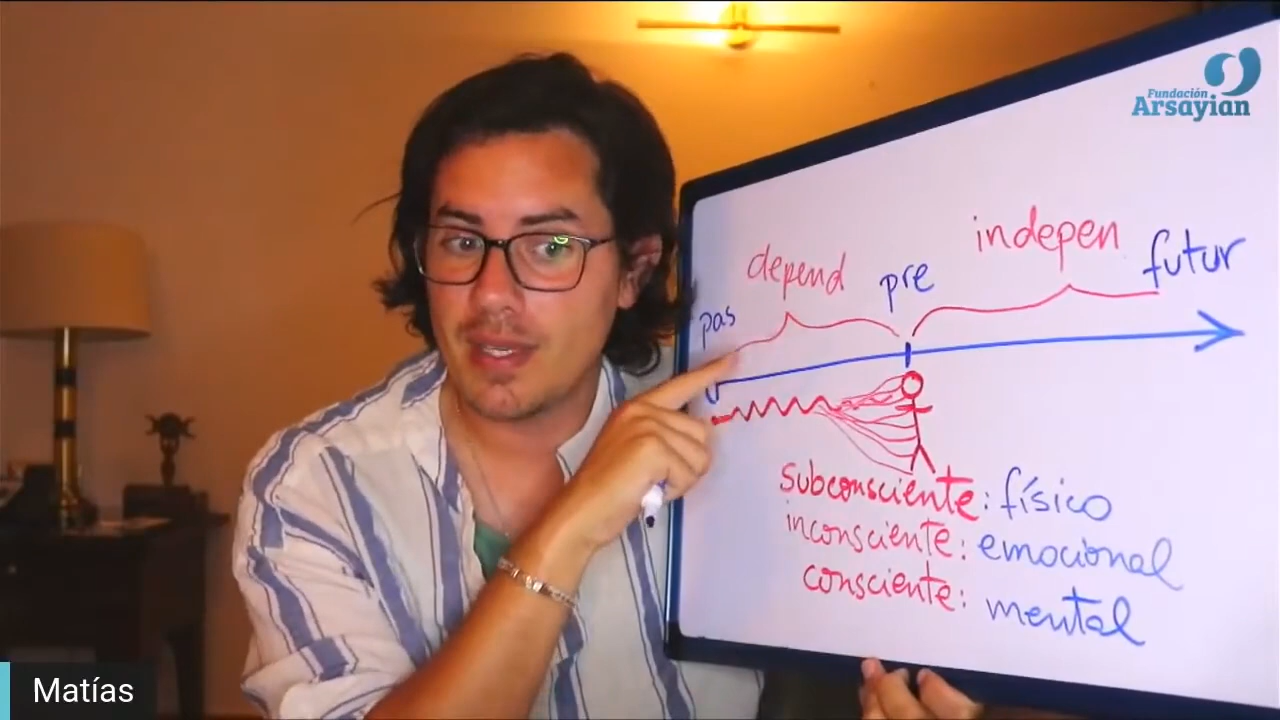 Fundación
Arsayian
indepen
depend
futur
pre
pas
subconsciente: físico
inconsciente: emocional
consciente: mental
Matías